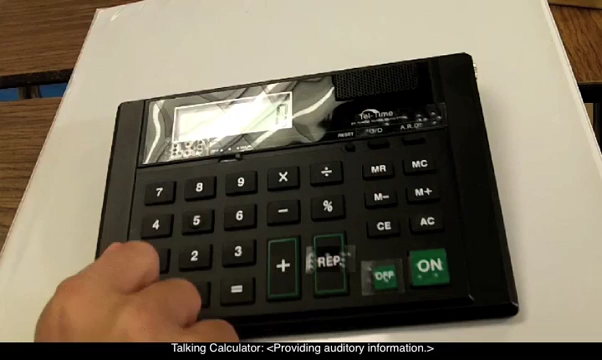 Tel-Time
RESET
A.R.O
7 8 9 × ÷ MR MC
4 5 6 − % M− M+
2 3 + REP CE AC
= OFF ON
Talking Calculator: <Providing auditory information.>